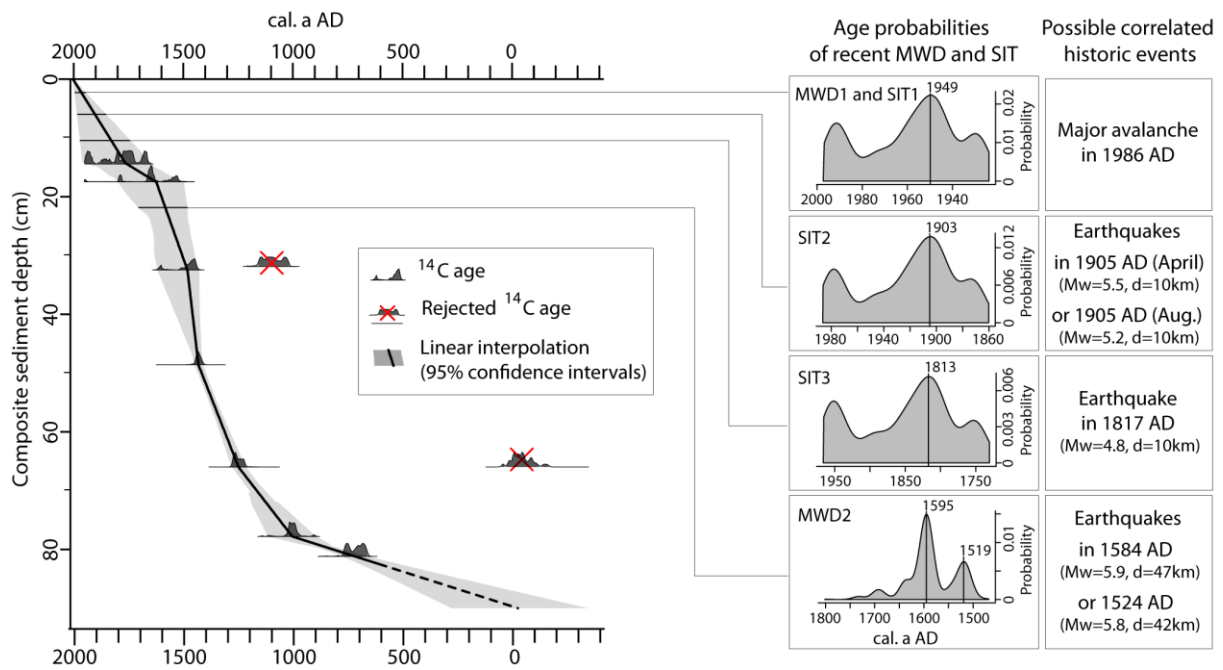 cal. a AD
2000 1500 1000 500 0
0
20
40
60
80
Composite sediment depth (cm)
14C age
Rejected 14C age
Linear interpolation
(95% confidence intervals)
2000 1500 1000 500 0
Age probabilities
of recent MWD and SIT
Possible correlated
historic events
MWD1 and SIT1
1949
0 0.01 0.02
Probability
2000 1980 1960 1940
Major avalanche
in 1986 AD
SIT2
1903
0 0.006 0.012
Probability
1980 1940 1900 1860
Earthquakes
in 1905 AD (April)
(Mw=5.5, d=10km)
or 1905 AD (Aug.)
(Mw=5.2, d=10km)
SIT3
1813
0 0.003 0.006
Probability
1950 1850 1750
Earthquake
in 1817 AD
(Mw=4.8, d=10km)
MWD2
1595
1519
0 0.01
Probability
1800 1700 1600 1500
cal. a AD
Earthquakes
in 1584 AD
(Mw=5.9, d=47km)
or 1524 AD
(Mw=5.8, d=42km)